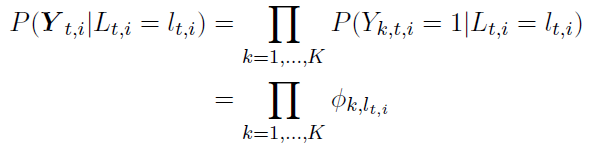 P(Y_{t,i}|L_{t,i} = l_{t,i}) = ∏_{k=1,...,K} P(Y_{k,t,i} = 1|L_{t,i} = l_{t,i})
= ∏_{k=1,...,K} ϕ_{k,l_{t,i}}